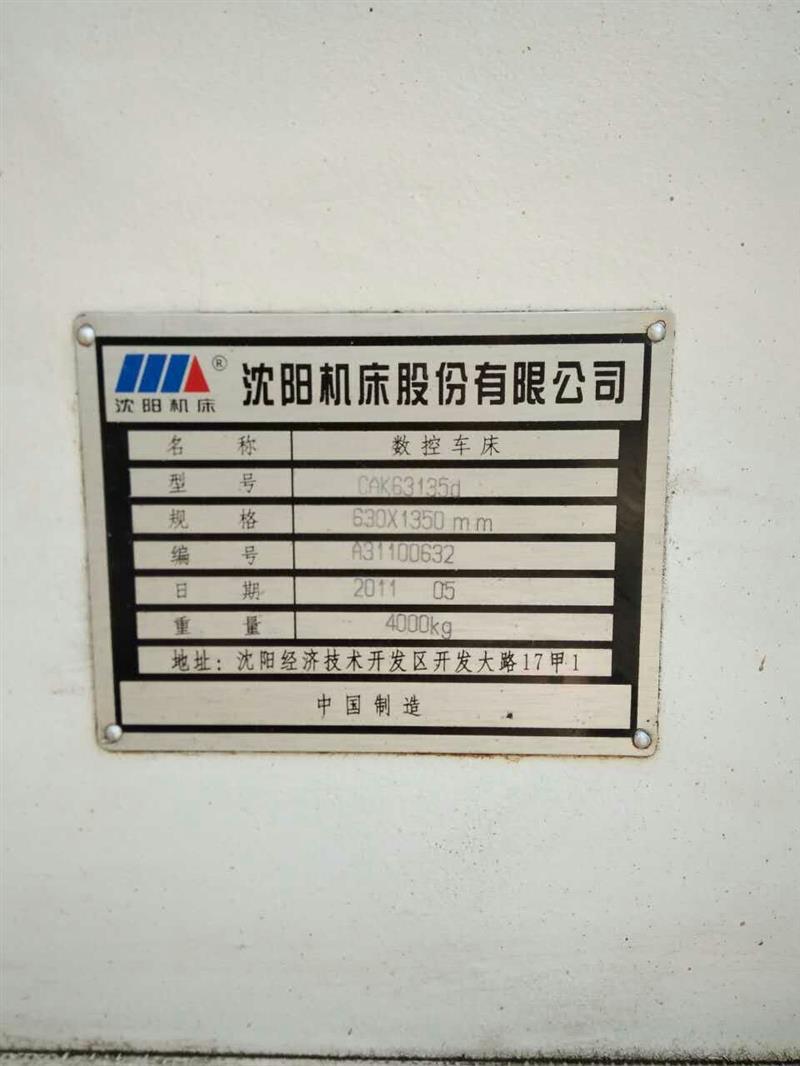 沈阳机床 ® 沈阳机床股份有限公司
名称 数控车床
型号 CAK63135d
规格 630X1350mm
编号 A31100632
日期 2011 05
重量 4000kg
地址：沈阳经济技术开发区开发大路17甲1
中国制造